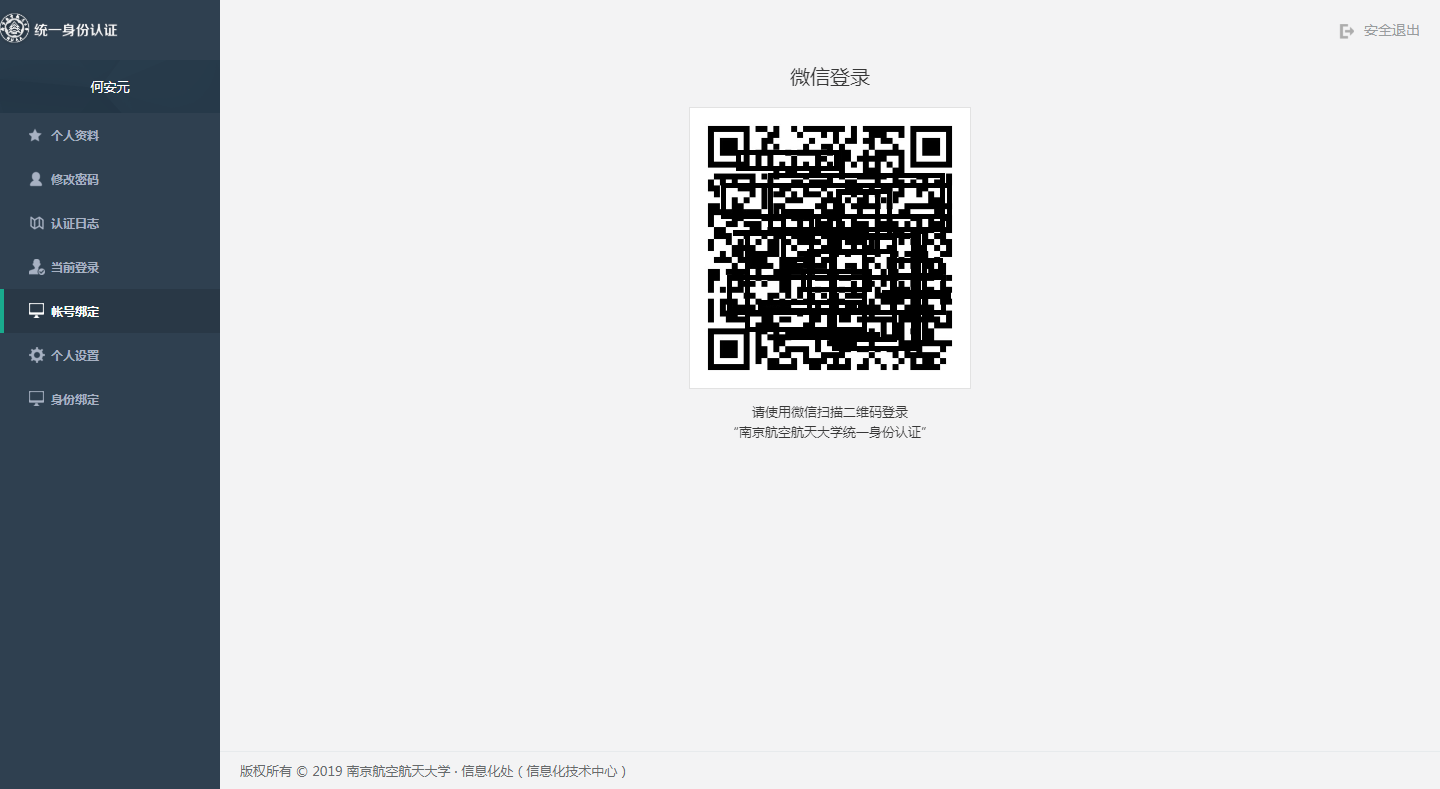 统一身份认证
安全退出
何安元
个人资料
修改密码
认证日志
当前登录
帐号绑定
个人设置
身份绑定
微信登录
请使用微信扫描二维码登录
“南京航空航天大学统一身份认证”
版权所有 © 2019 南京航空航天大学 · 信息化处 ( 信息化技术中心 )